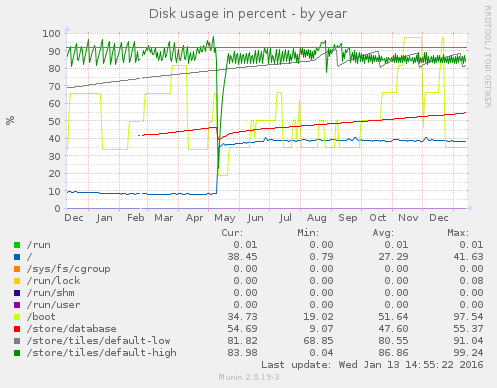 Disk usage in percent - by year
RRDTOOL / TOBI OETIKER
%
100
90
80
70
60
50
40
30
20
10
0
Dec Jan Feb Mar Apr May Jun Jul Aug Sep Oct Nov Dec
Cur: Min: Avg: Max:
/run 0.01 0.00 0.01 0.01
/ 38.45 0.79 27.29 41.63
/sys/fs/cgroup 0.00 0.00 0.00 0.00
/run/lock 0.00 0.00 0.00 0.08
/run/shm 0.00 0.00 0.00 0.00
/run/user 0.00 0.00 0.00 0.00
/boot 34.73 19.02 51.64 97.54
/store/database 54.69 9.07 47.60 55.37
/store/tiles/default-low 81.82 68.85 80.55 91.04
/store/tiles/default-high 83.98 0.04 86.86 99.24
Last update: Wed Jan 13 14:55:22 2016
Munin 2.0.19-3